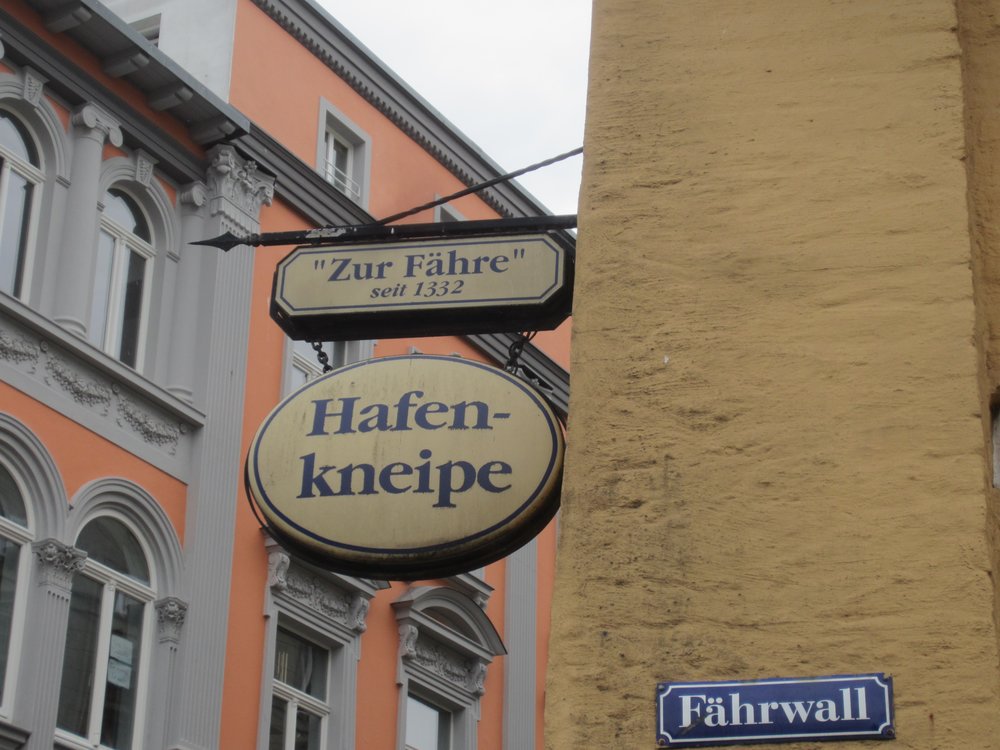 "Zur Fähre"
seit 1332
Hafen-
kneipe
Fährwall